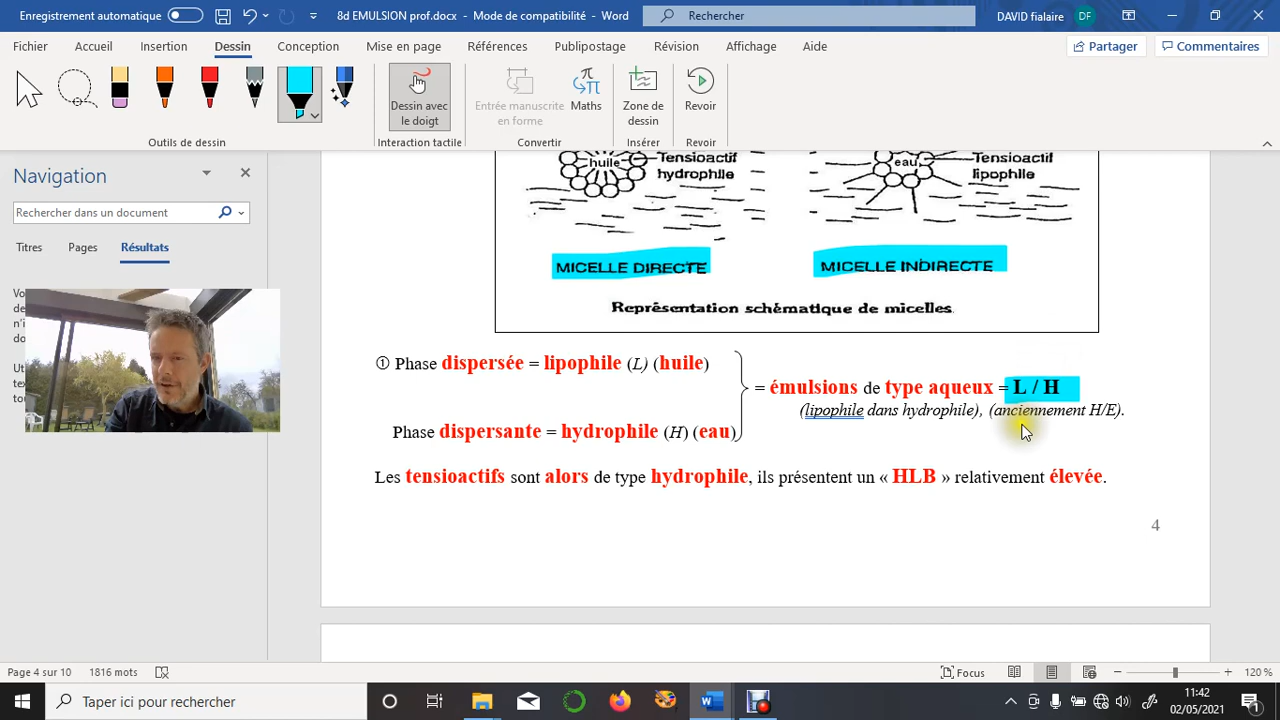 Enregistrement automatique
8d EMULSION prof.docx - Mode de compatibilité - Word
Rechercher
DAVID fialaire
DF
Fichier
Accueil
Insertion
Dessin
Conception
Mise en page
Références
Publipostage
Révision
Affichage
Aide
Partager
Commentaires
Dessin avec
le doigt
Entrée manuscrite
en forme
Maths
Zone de
dessin
Revoir
Outils de dessin
Interaction tactile
Convertir
Insérer
Revoir
Navigation
Rechercher dans un document
Titres
Pages
Résultats
huile
Tensioactif
hydrophile
eau
Tensioactif
lipophile
MICELLE DIRECTE
MICELLE INDIRECTE
Représentation schématique de micelles.
① Phase dispersée = lipophile (L) (huile)
= émulsions de type aqueux = L / H
(lipophile dans hydrophile), (anciennement H/E).
Phase dispersante = hydrophile (H) (eau)
Les tensioactifs sont alors de type hydrophile, ils présentent un « HLB » relativement élevée.
4
Page 4 sur 10
1816 mots
Focus
120 %
Taper ici pour rechercher
11:42
02/05/2021
1